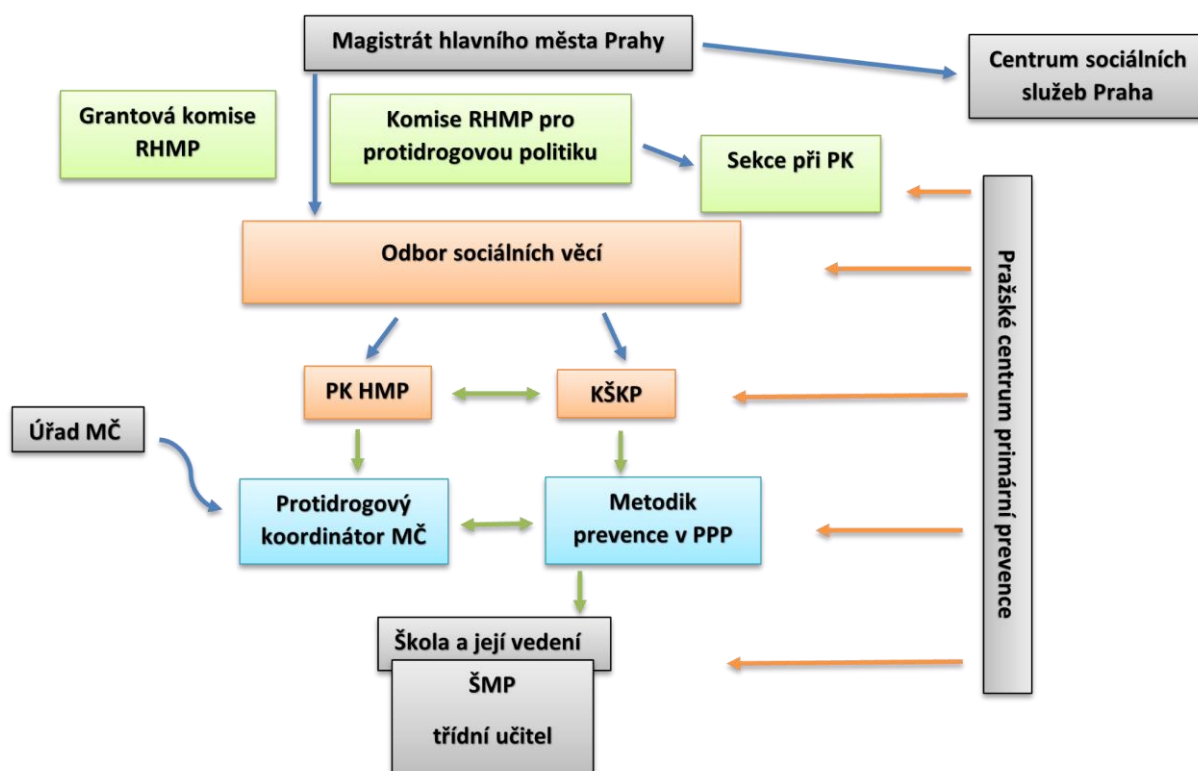 Magistrát hlavního města Prahy
Centrum sociálních
služeb Praha
Grantová komise
RHMP
Komise RHMP pro
protidrogovou politiku
Sekce při PK
Odbor sociálních věcí
PK HMP
KŠKP
Úřad MČ
Protidrogový
koordinátor MČ
Metodik
prevence v PPP
Škola a její vedení
ŠMP
třídní učitel
Pražské centrum primární prevence